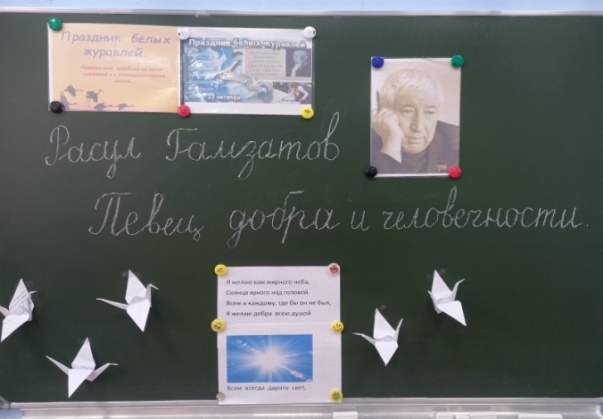 Праздник белых
журавлей.
Праздник белых журавлей
22 октября
Расул Гамзатов
Певец добра и человечности.
Я желаю вам мирного неба,
Солнца яркого над головой.
Всем и каждому, где бы он не был,
Я желаю добра всею душой
Всем всегда дарите свет,